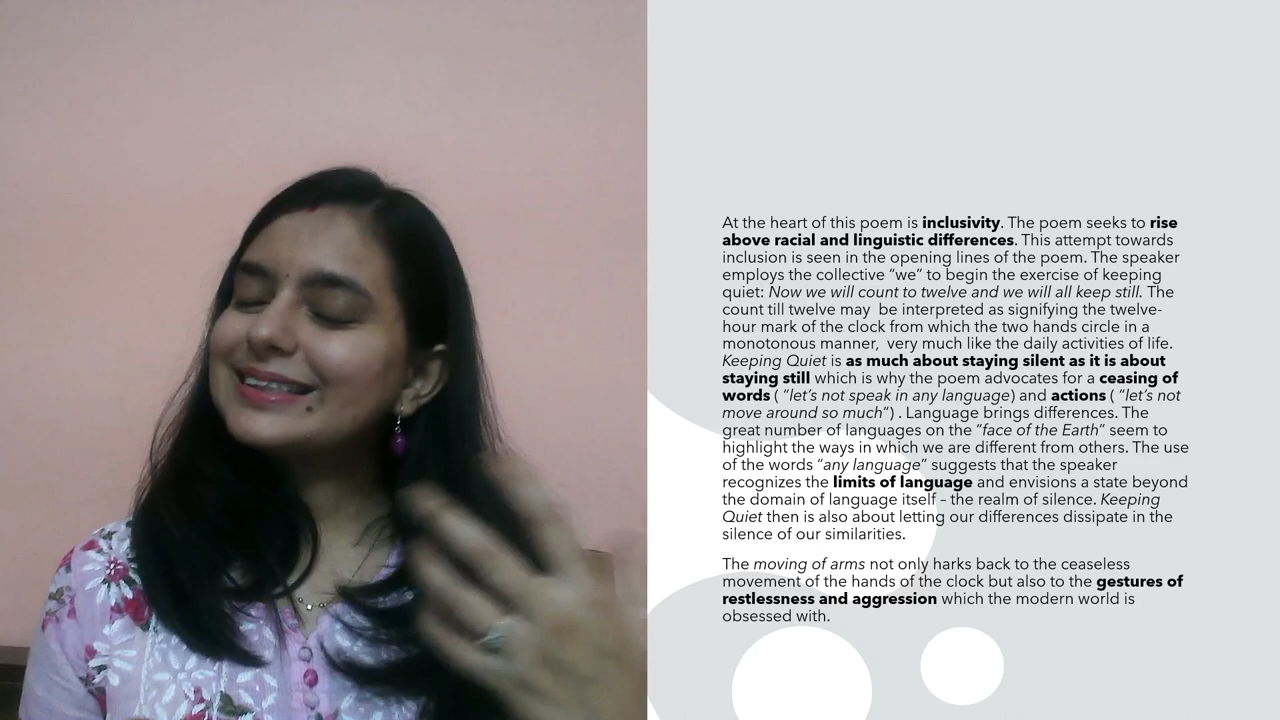 At the heart of this poem is inclusivity. The poem seeks to rise
above racial and linguistic differences. This attempt towards
inclusion is seen in the opening lines of the poem. The speaker
employs the collective “we” to begin the exercise of keeping
quiet: Now we will count to twelve and we will all keep still. The
count till twelve may  be interpreted as signifying the twelve-
hour mark of the clock from which the two hands circle in a
monotonous manner,  very much like the daily activities of life.
Keeping Quiet is as much about staying silent as it is about
staying still which is why the poem advocates for a ceasing of
words ( “let’s not speak in any language) and actions ( “let’s not
move around so much”) . Language brings differences. The
great number of languages on the “face of the Earth” seem to
highlight the ways in which we are different from others. The use
of the words “any language” suggests that the speaker
recognizes the limits of language and envisions a state beyond
the domain of language itself – the realm of silence. Keeping
Quiet then is also about letting our differences dissipate in the
silence of our similarities.
The moving of arms not only harks back to the ceaseless
movement of the hands of the clock but also to the gestures of
restlessness and aggression which the modern world is
obsessed with.